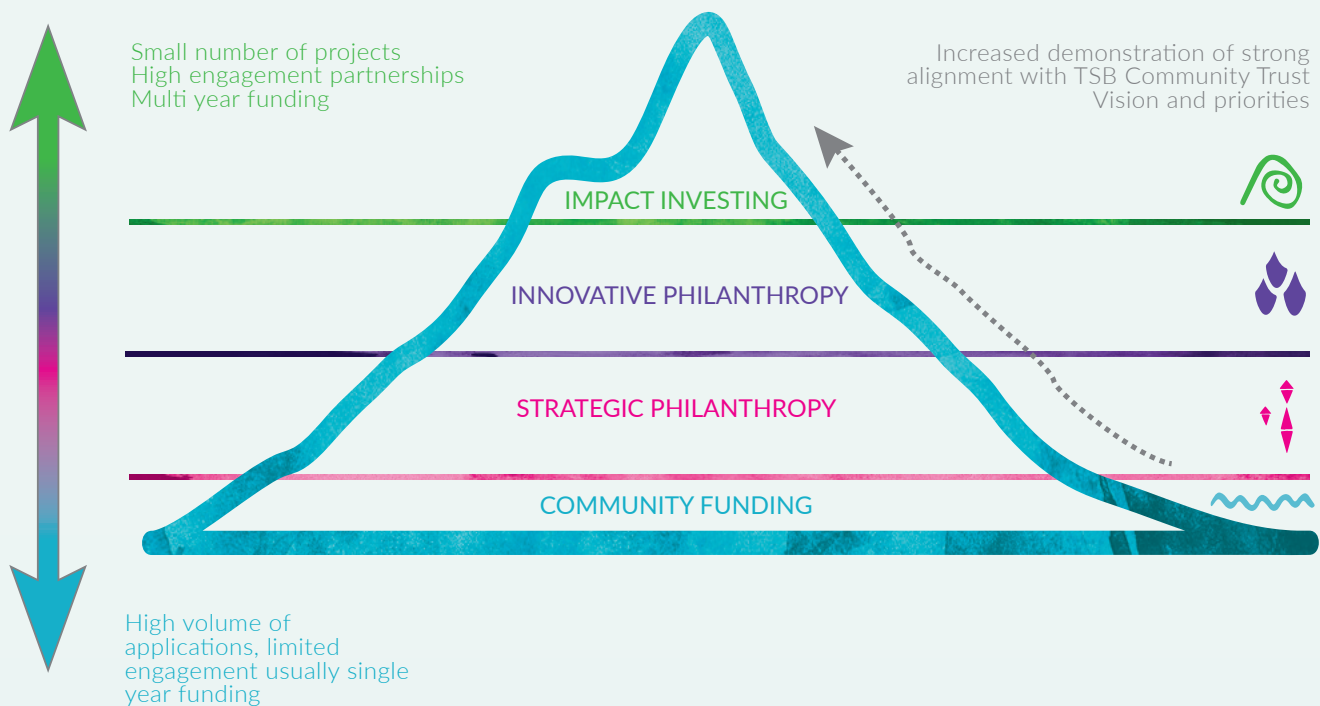 Small number of projects
High engagement partnerships
Multi year funding
Increased demonstration of strong
alignment with TSB Community Trust
Vision and priorities
IMPACT INVESTING
INNOVATIVE PHILANTHROPY
STRATEGIC PHILANTHROPY
COMMUNITY FUNDING
High volume of
applications, limited
engagement usually single
year funding